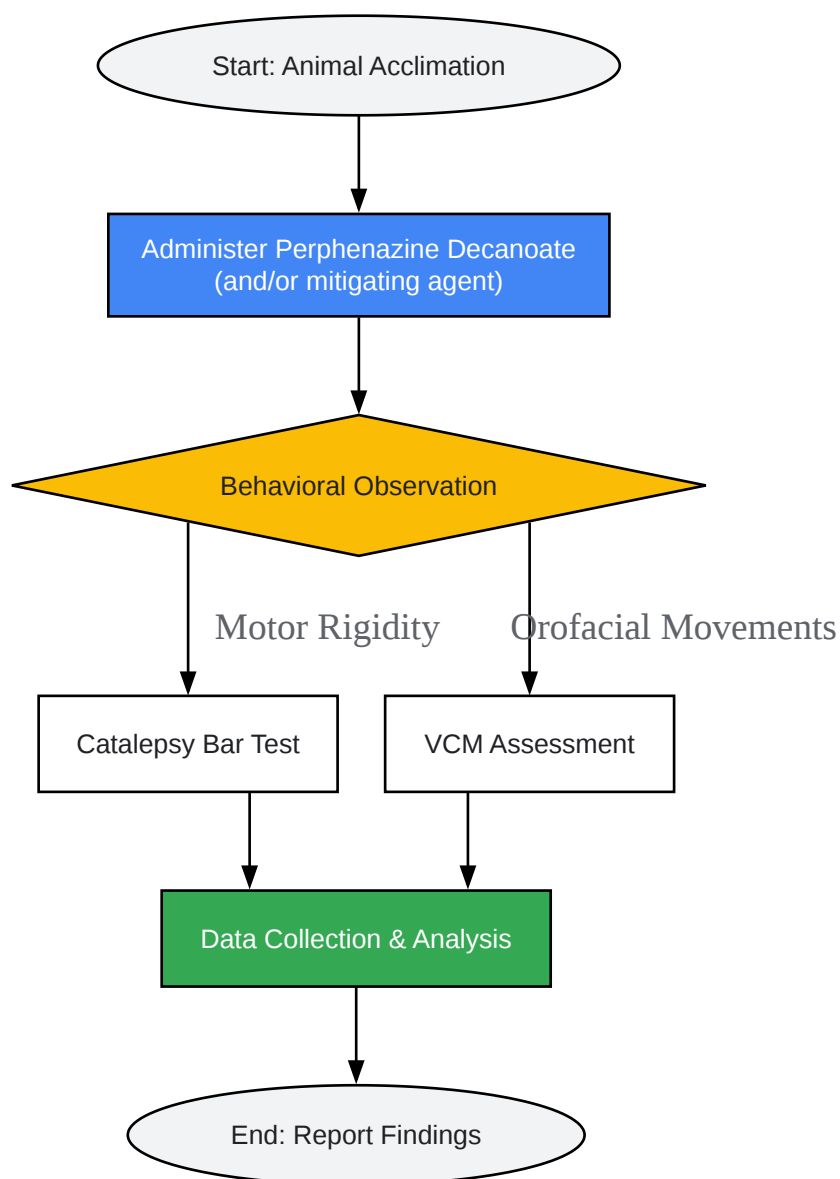 Start: Animal Acclimation
Administer Perphenazine Decanoate
(and/or mitigating agent)
Behavioral Observation
Motor Rigidity
Orofacial Movements
Catalepsy Bar Test
VCM Assessment
Data Collection & Analysis
End: Report Findings